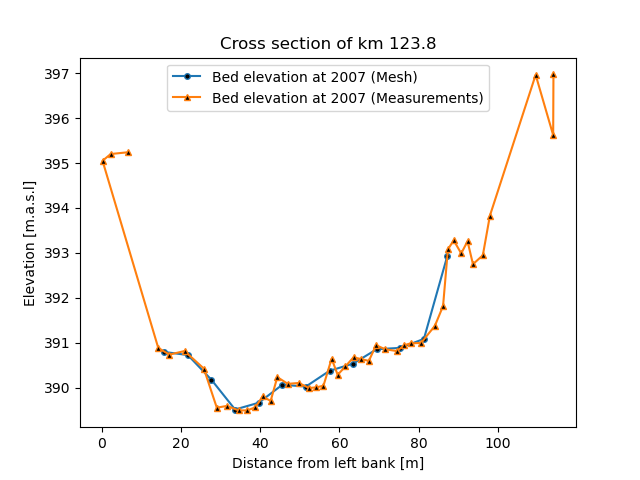 Cross section of km 123.8
Bed elevation at 2007 (Mesh)
Bed elevation at 2007 (Measurements)
397
396
395
394
393
392
391
390
Elevation [m.a.s.l]
0 20 40 60 80 100
Distance from left bank [m]